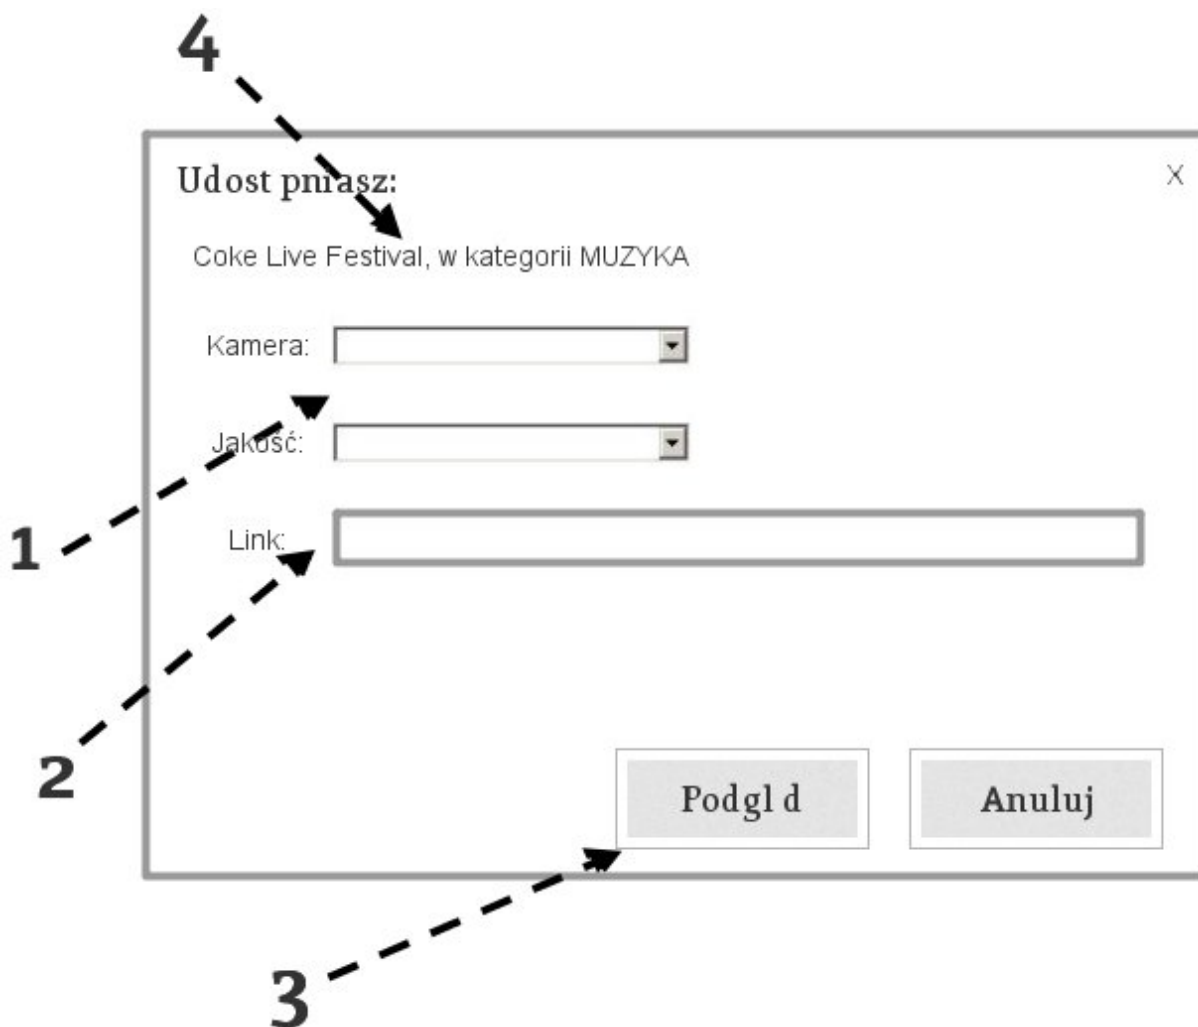 4
Udost pniasz:
X
Coke Live Festival, w kategorii MUZYKA
Kamera:
Jakość:
1
Link:
2
Podgl d
Anuluj
3